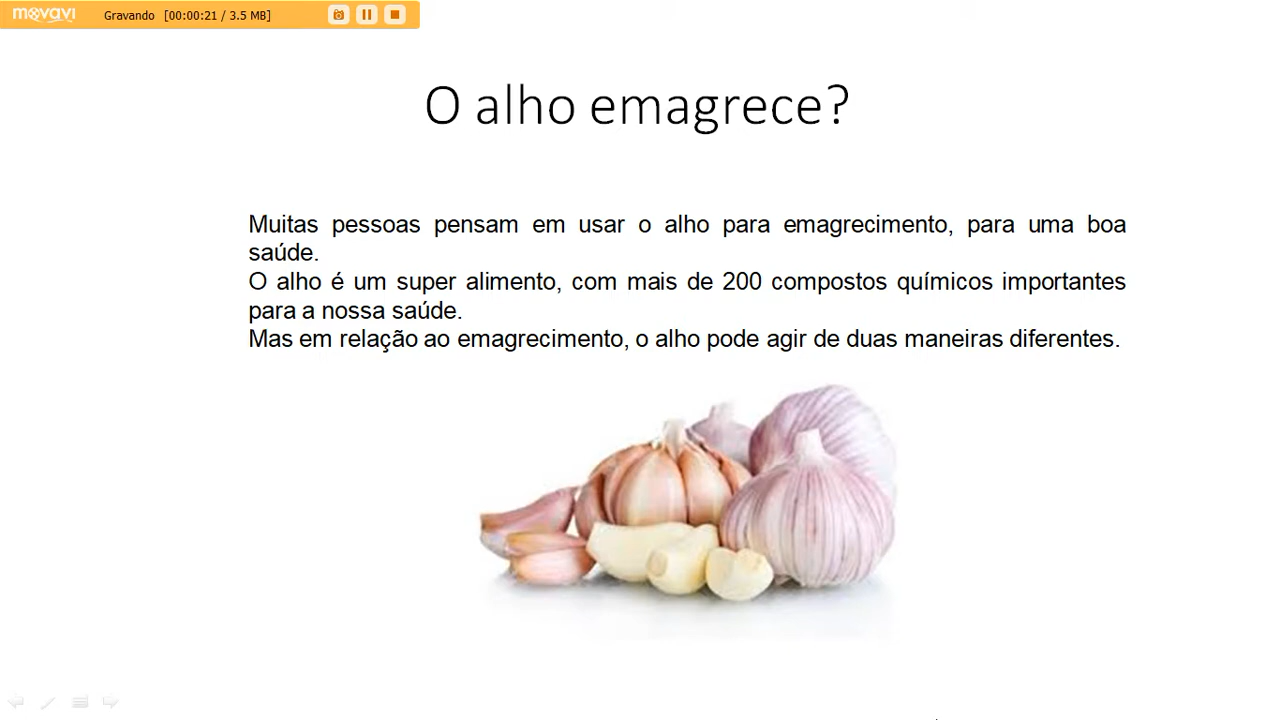 movavi Gravando [00:00:21 / 3.5 MB]
O alho emagrece?
Muitas pessoas pensam em usar o alho para emagrecimento, para uma boa
saúde.
O alho é um super alimento, com mais de 200 compostos químicos importantes
para a nossa saúde.
Mas em relação ao emagrecimento, o alho pode agir de duas maneiras diferentes.